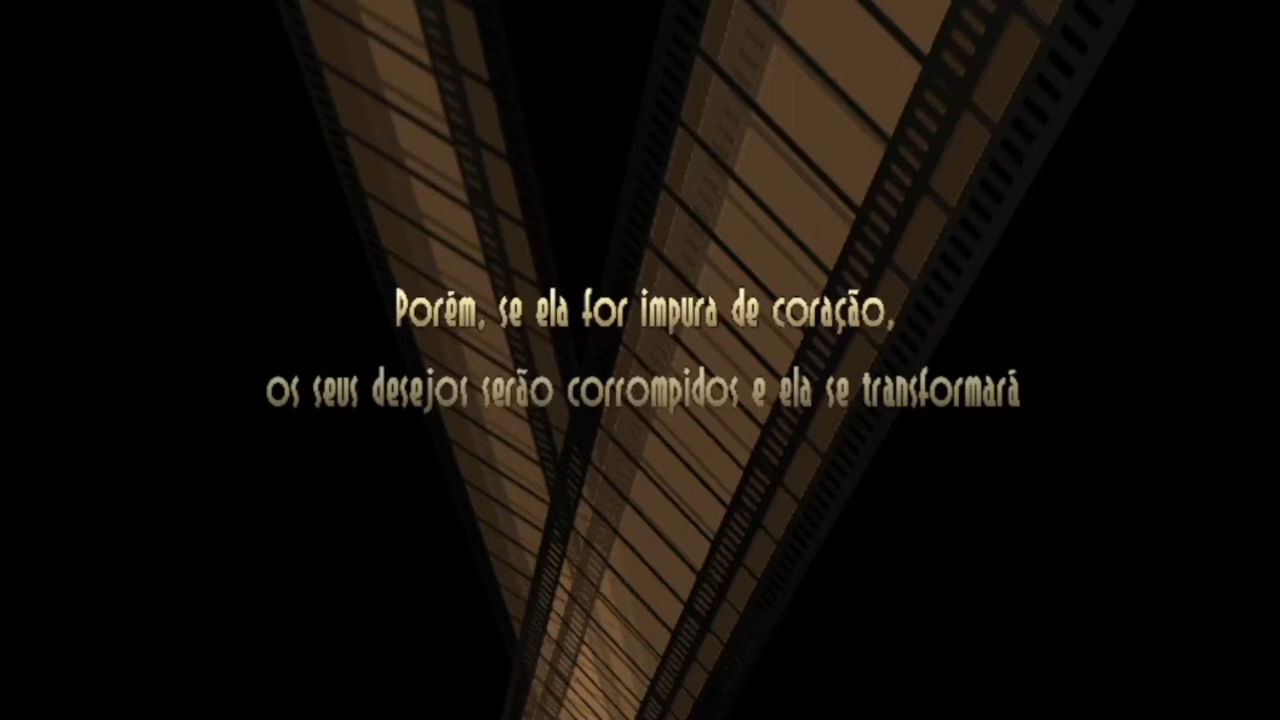 Porém, se ela for impura de coração,
os seus desejos serão corrompidos e ela se transformará